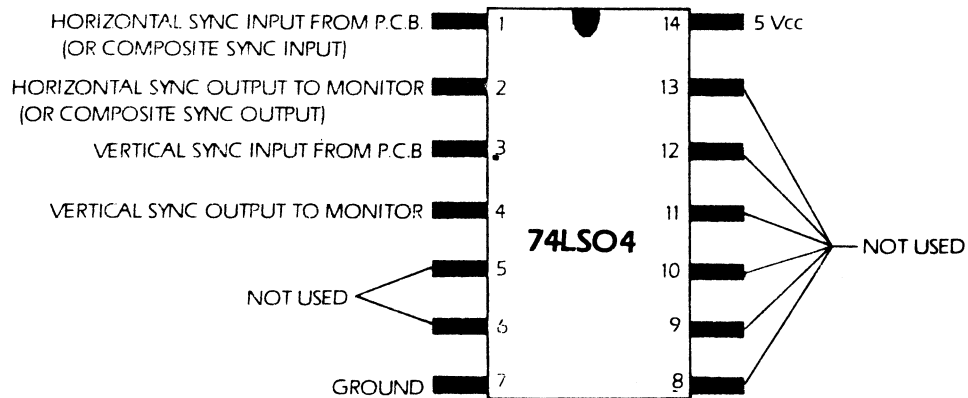 HORIZONTAL SYNC INPUT FROM P.C.B.
(OR COMPOSITE SYNC INPUT)
HORIZONTAL SYNC OUTPUT TO MONITOR
(OR COMPOSITE SYNC OUTPUT)
VERTICAL SYNC INPUT FROM P.C.B
VERTICAL SYNC OUTPUT TO MONITOR
NOT USED
GROUND
1
2
3
4
5
6
7
74LS04
14
13
12
11
10
9
8
5 Vcc
NOT USED